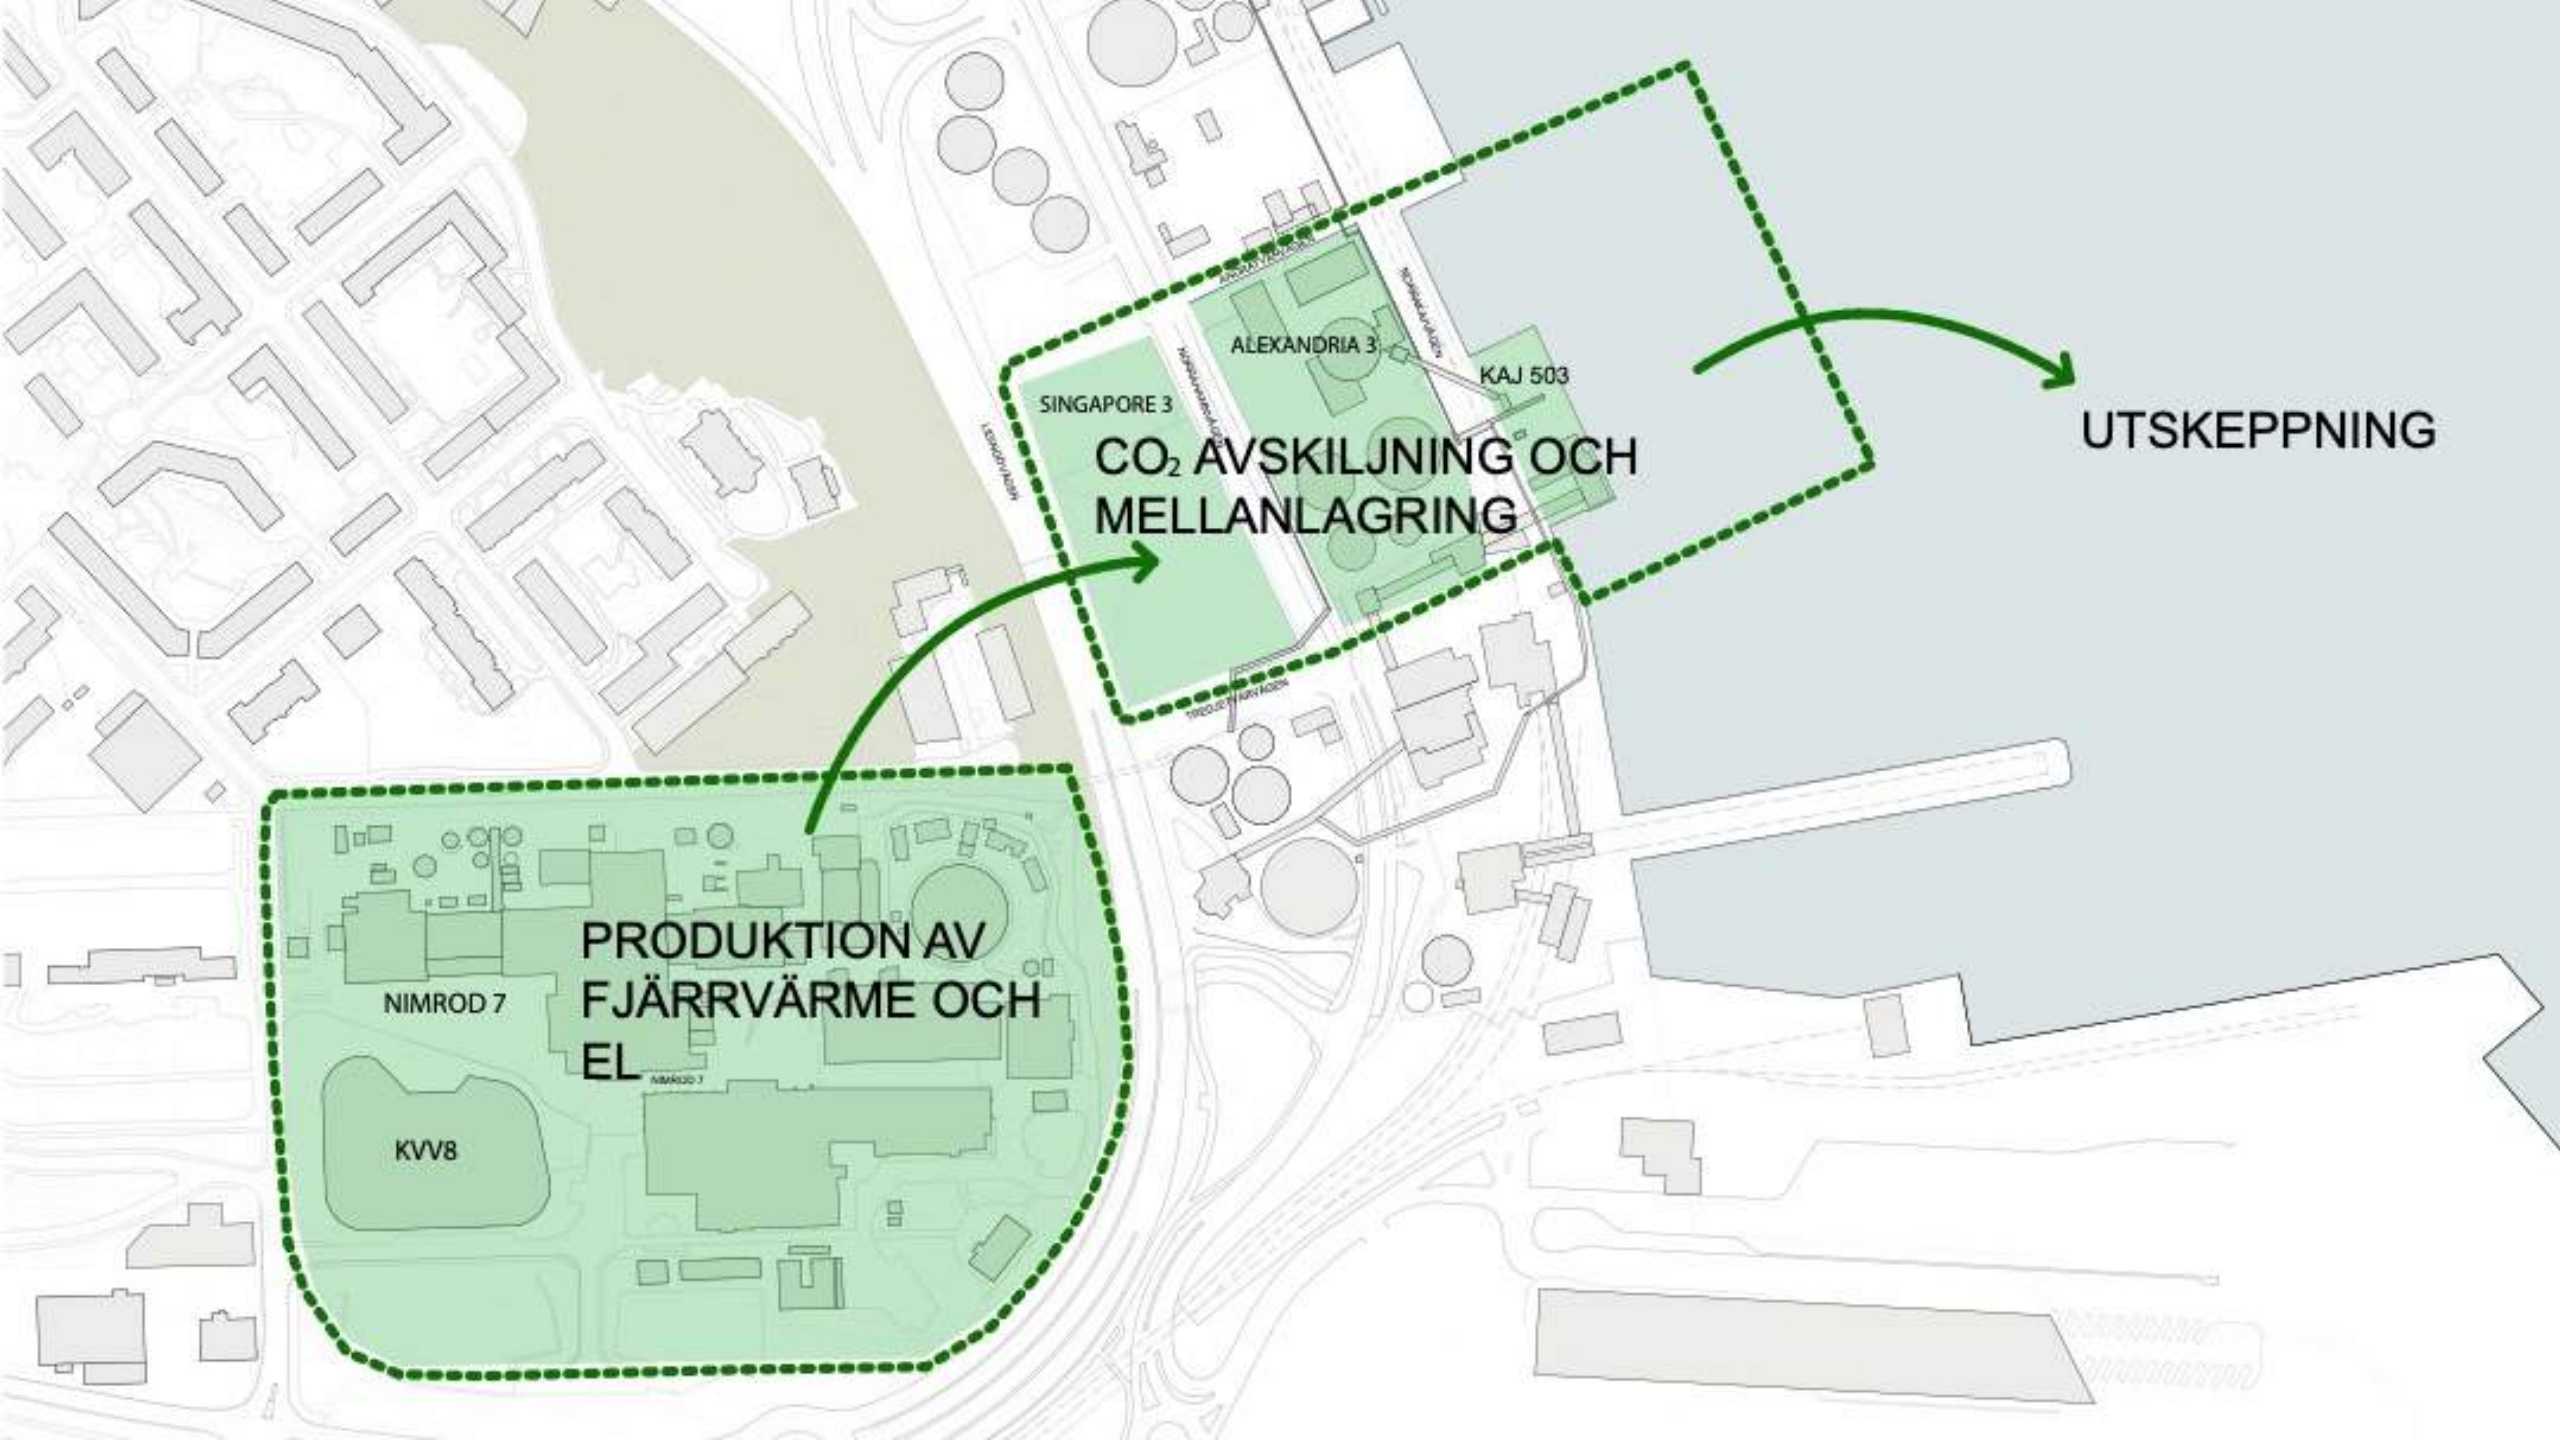 ALEXANDRIA 3
KAJ 503
SINGAPORE 3
CO₂ AVSKILJNING OCH
MELLANLAGRING
UTSKEPPNING
PRODUKTION AV
FJÄRRVÄRME OCH
EL
NIMROD 7
NIMROD 7
KVV8